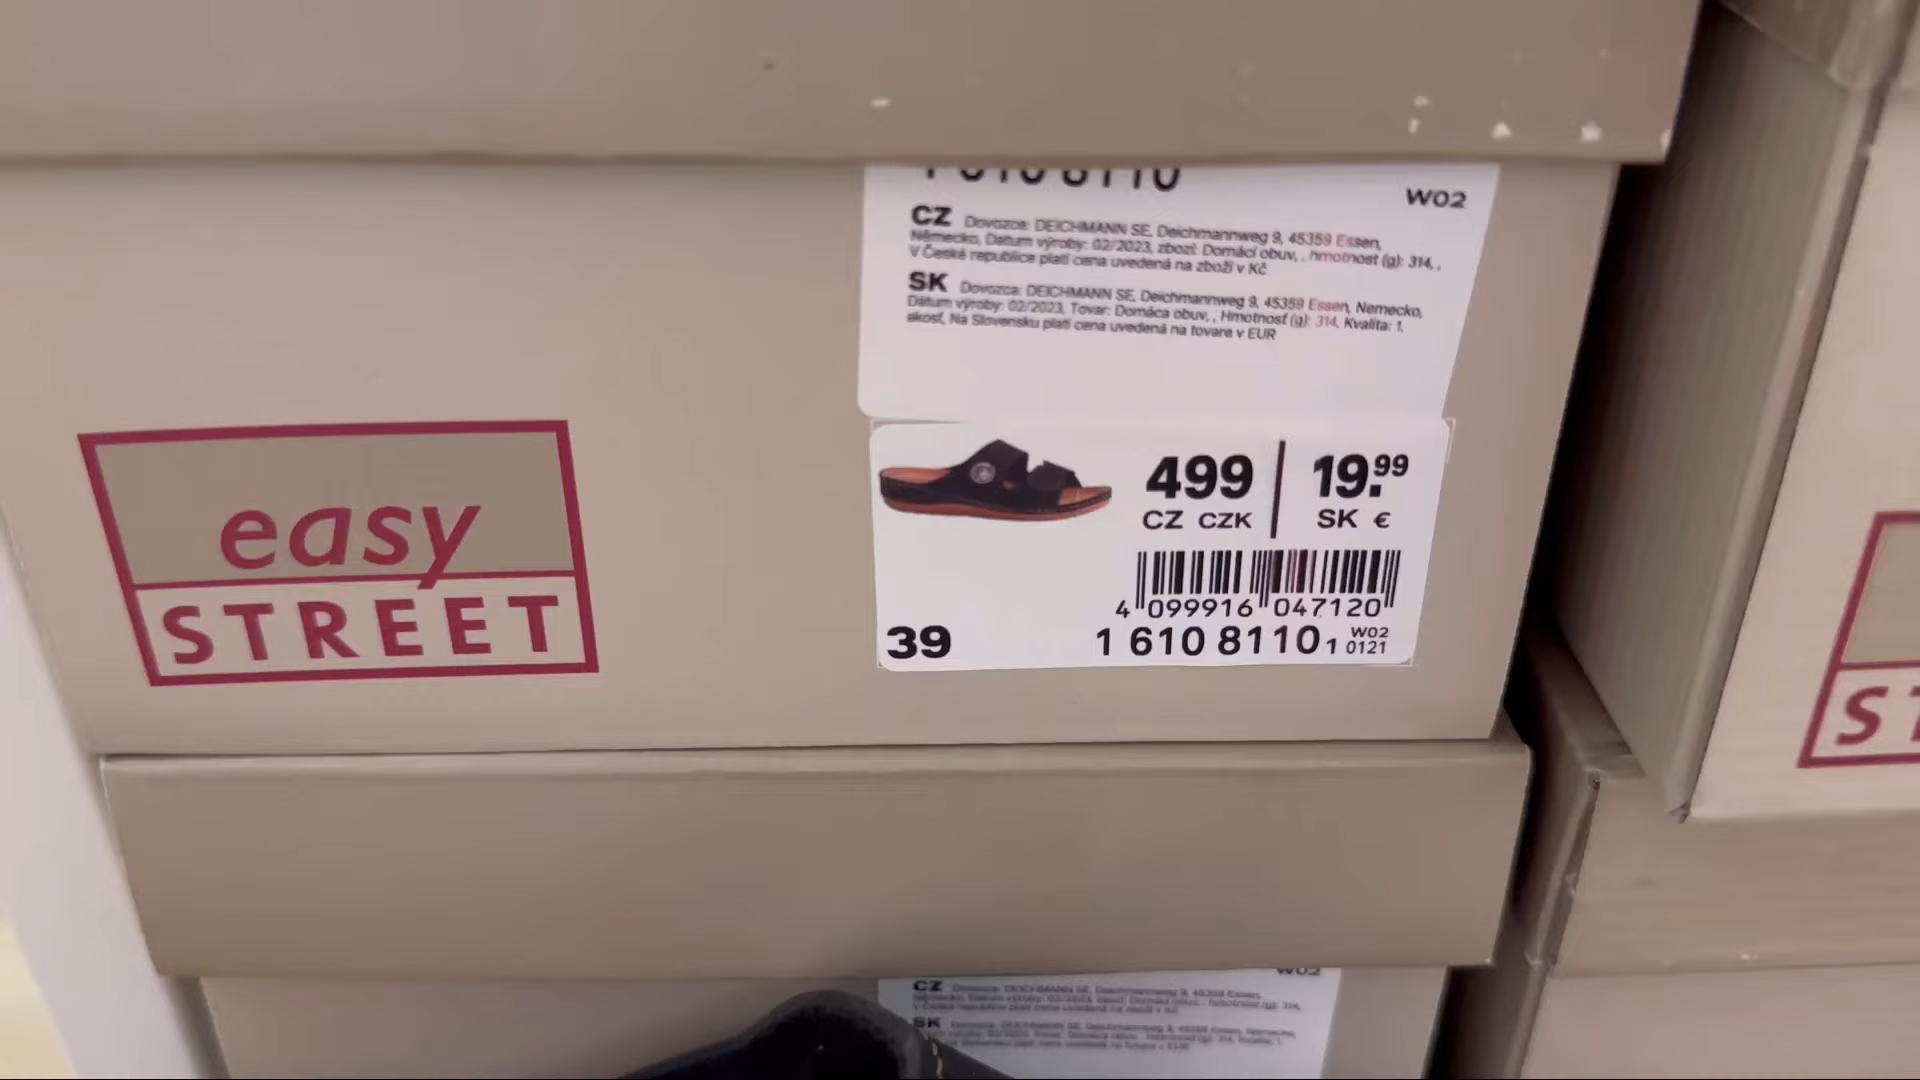 W02
CZ Dovozce: DEICHMANN SE, Deichmannweg 9, 45359 Essen,
Německo, Datum výroby: 02/2023, zboží: Domácí obuv, , hmotnost (g): 314, ,
V České republice platí cena uvedená na zboží v Kč
SK Dovozca: DEICHMANN SE, Deichmannweg 9, 45359 Essen, Nemecko,
Dátum výroby: 02/2023, Tovar: Domáca obuv, , Hmotnosť (g): 314, Kvalita: 1.
akosť, Na Slovensku platí cena uvedená na tovare v EUR
easy
STREET
499
CZ CZK
19.99
SK €
4 099916 047120
39
1 610 8110 1
W02
0121
ST
W02
CZ
SK